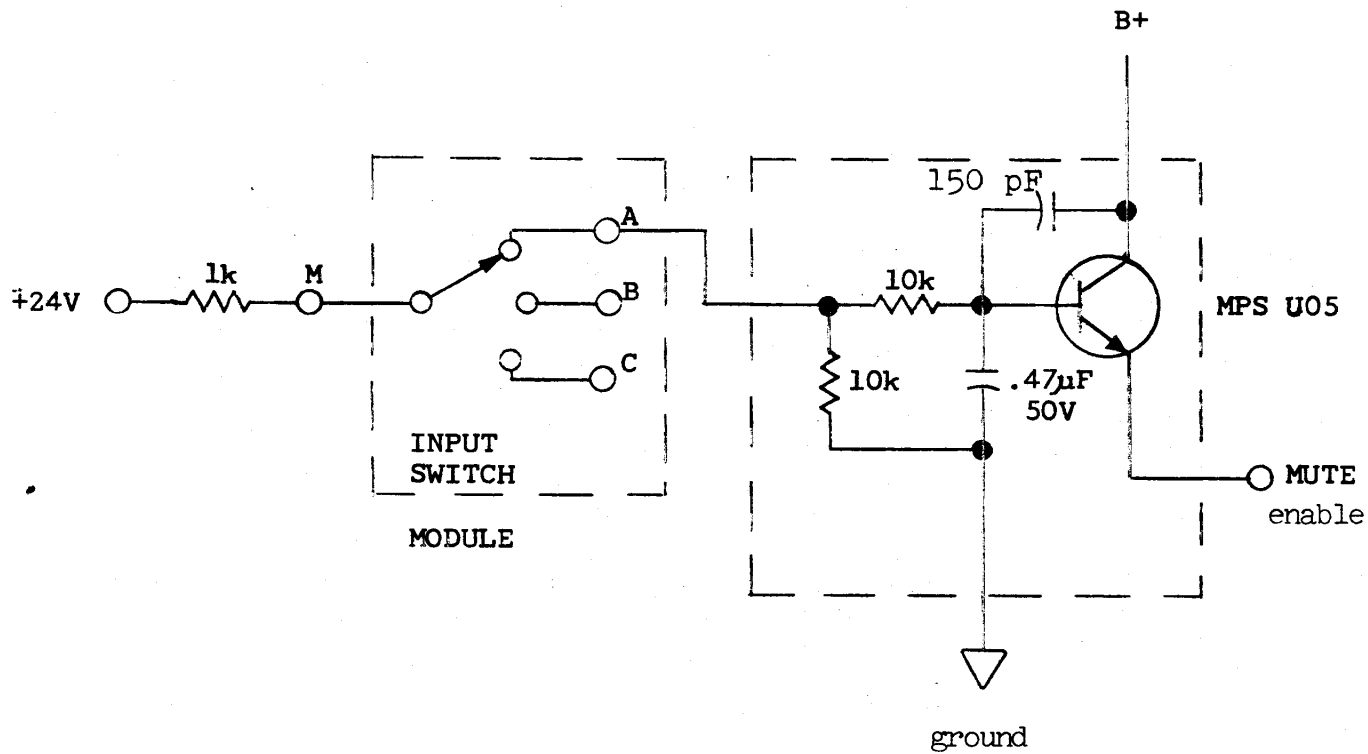 B+
150 pF
A
1k
M
+24V
B
10k
MPS U05
C
10k
.47µF
50V
INPUT
SWITCH
MUTE
enable
MODULE
ground